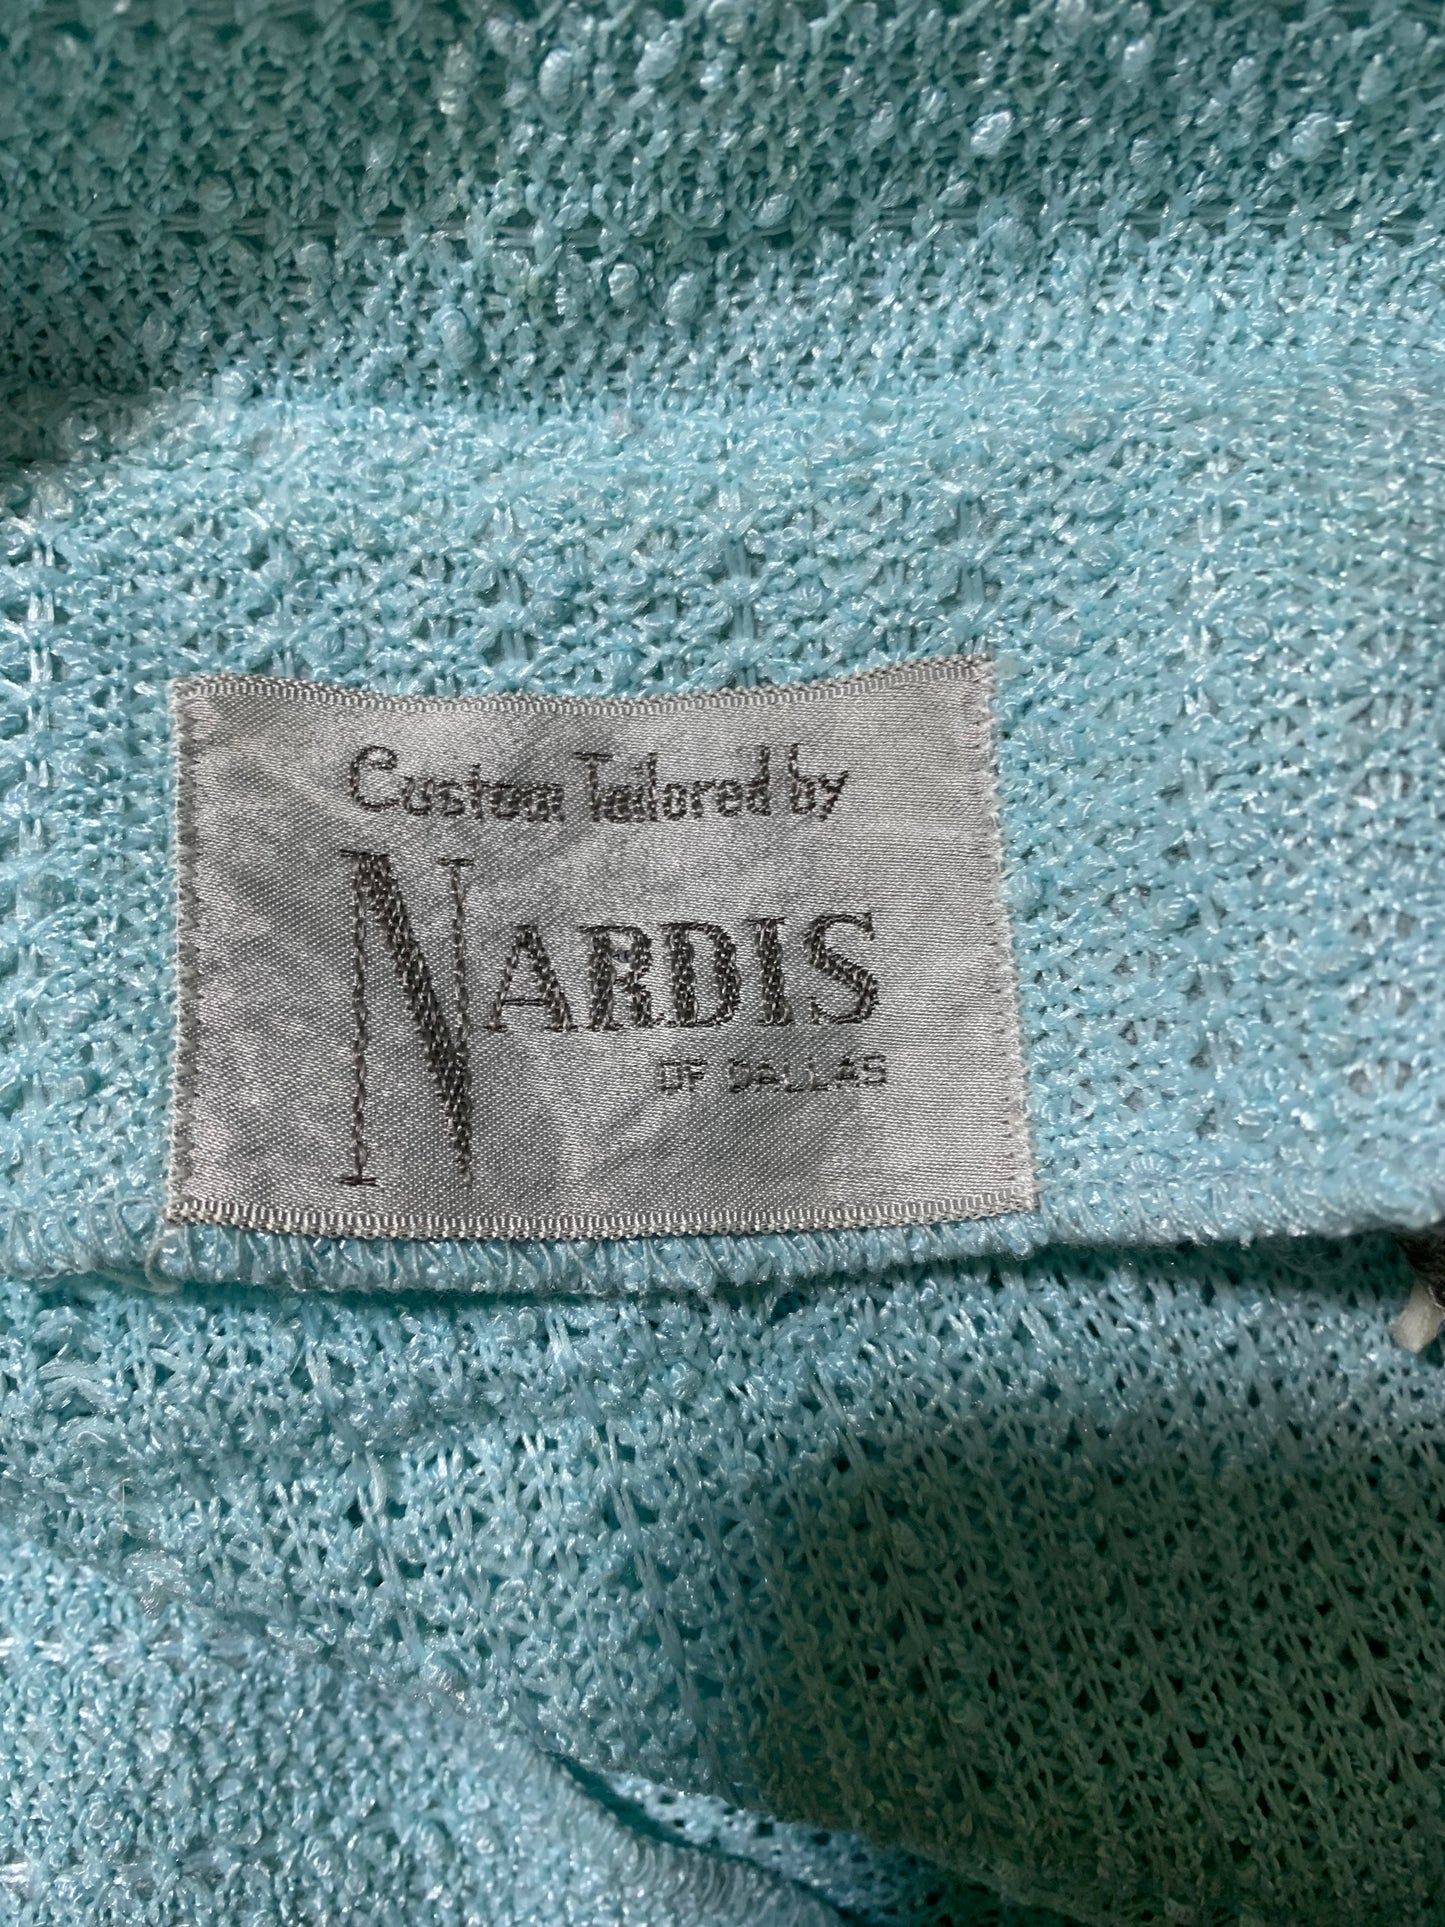 Custom Tailored by
NARDIS
OF DALLAS